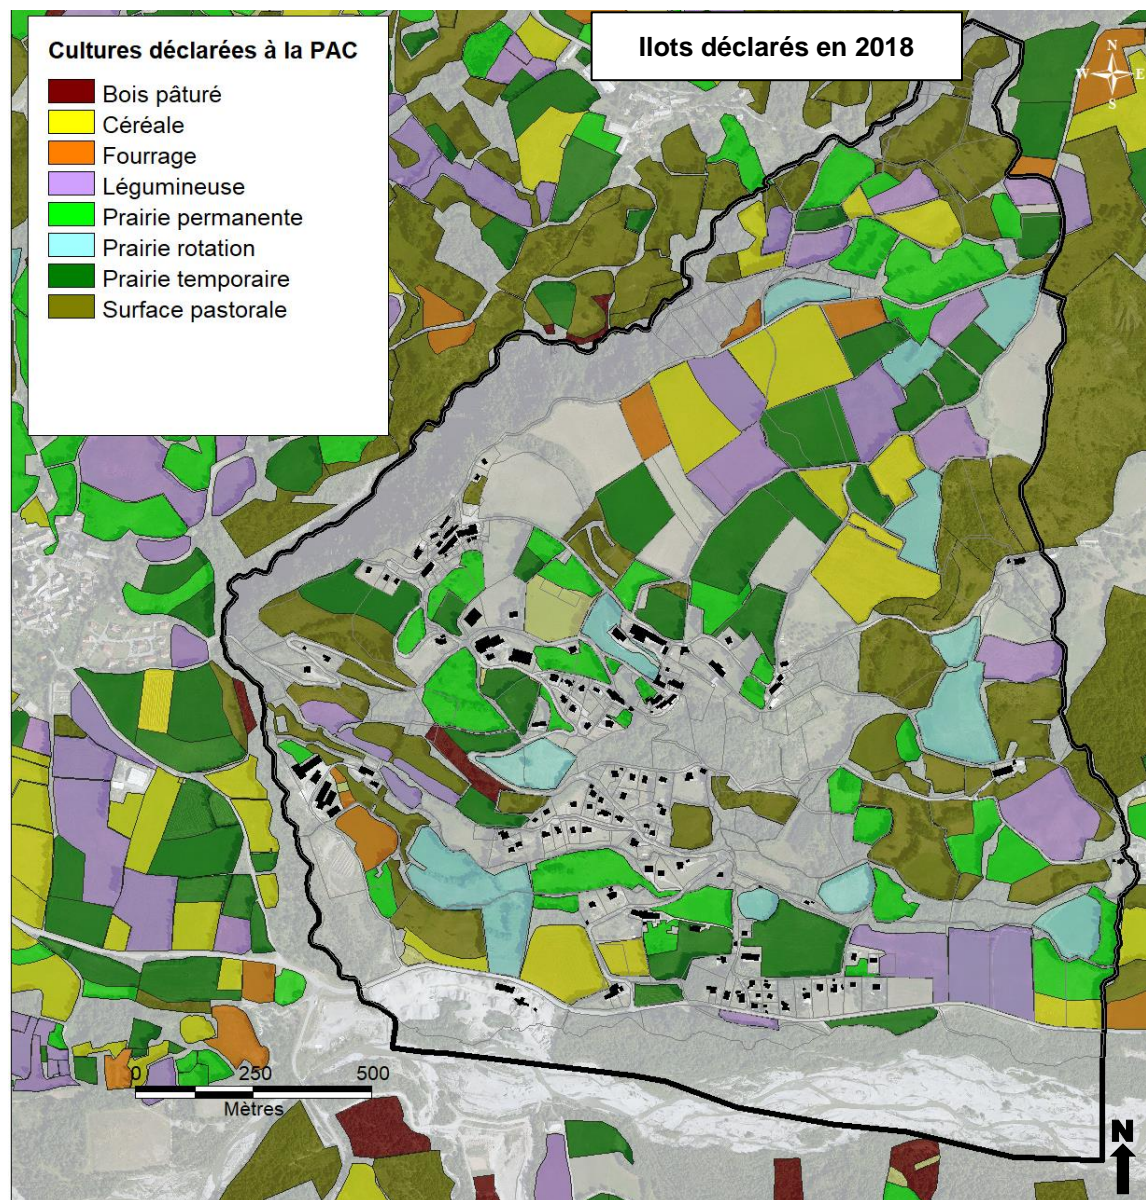 Cultures déclarées à la PAC
Bois pâturé
Céréale
Fourrage
Légumineuse
Prairie permanente
Prairie rotation
Prairie temporaire
Surface pastorale
Ilots déclarés en 2018
N
W E
S
0 250 500
Mètres
N